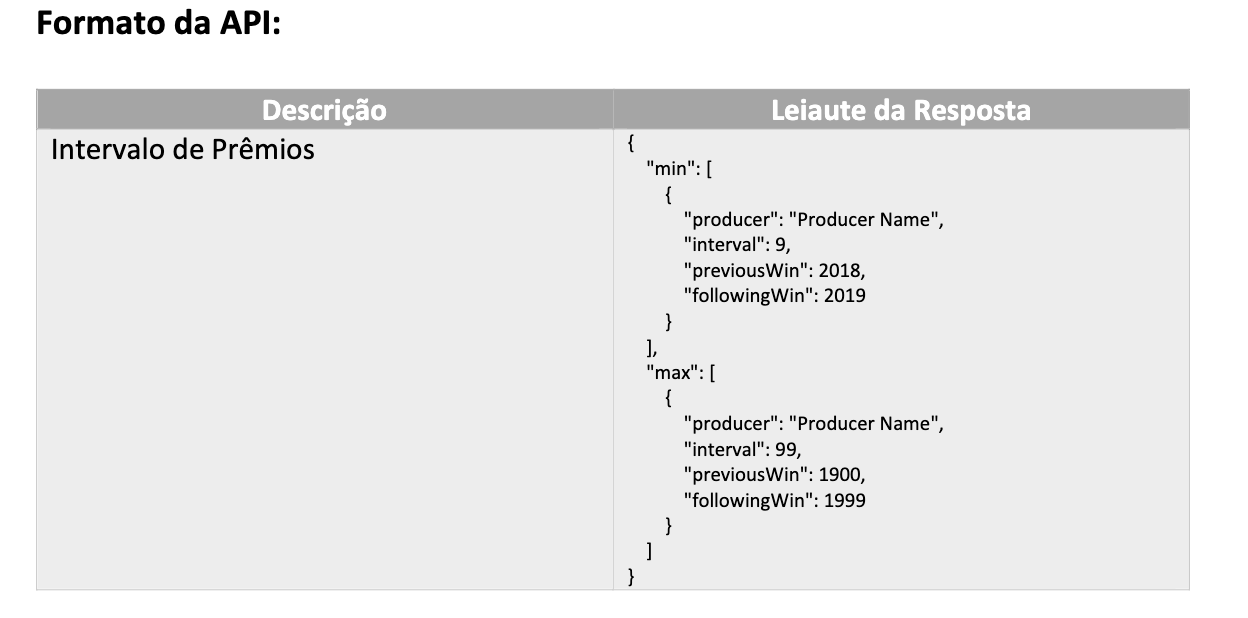 Formato da API:
Descrição
Leiaute da Resposta
Intervalo de Prêmios
{
"min": [
{
"producer": "Producer Name",
"interval": 9,
"previousWin": 2018,
"followingWin": 2019
}
],
"max": [
{
"producer": "Producer Name",
"interval": 99,
"previousWin": 1900,
"followingWin": 1999
}
]
}